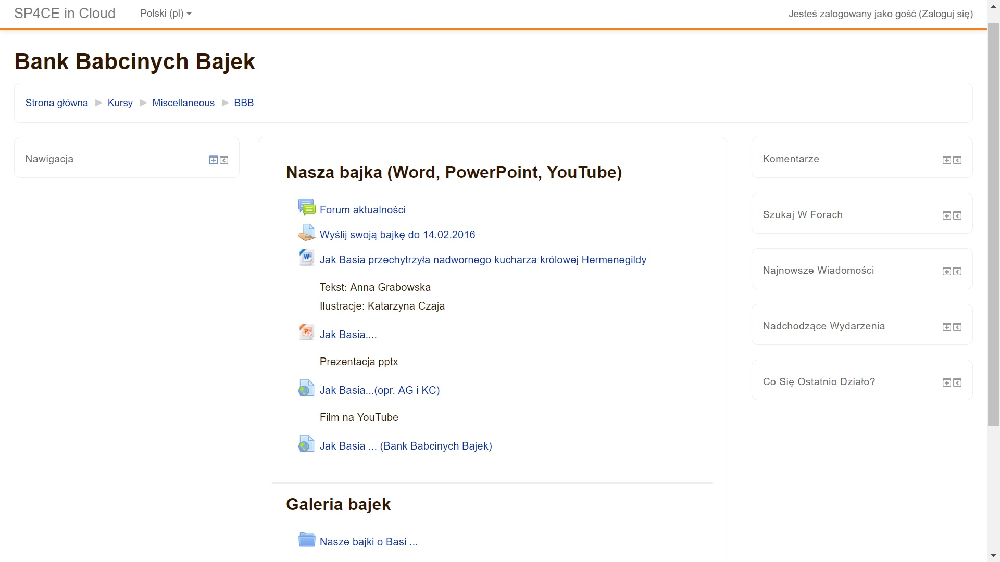 SP4CE in Cloud
Polski (pl)
Jesteś zalogowany jako gość (Zaloguj się)
Bank Babcinych Bajek
Strona główna ► Kursy ► Miscellaneous ► BBB
Nawigacja
Nasza bajka (Word, PowerPoint, YouTube)
Forum aktualności
Wyślij swoją bajkę do 14.02.2016
Jak Basia przechytrzyła nadwornego kucharza królowej Hermenegildy
Tekst: Anna Grabowska
Ilustracje: Katarzyna Czaja
Jak Basia....
Prezentacja pptx
Jak Basia...(opr. AG i KC)
Film na YouTube
Jak Basia ... (Bank Babcinych Bajek)
Galeria bajek
Nasze bajki o Basi ...
Komentarze
Szukaj W Forach
Najnowsze Wiadomości
Nadchodzące Wydarzenia
Co Się Ostatnio Działo?